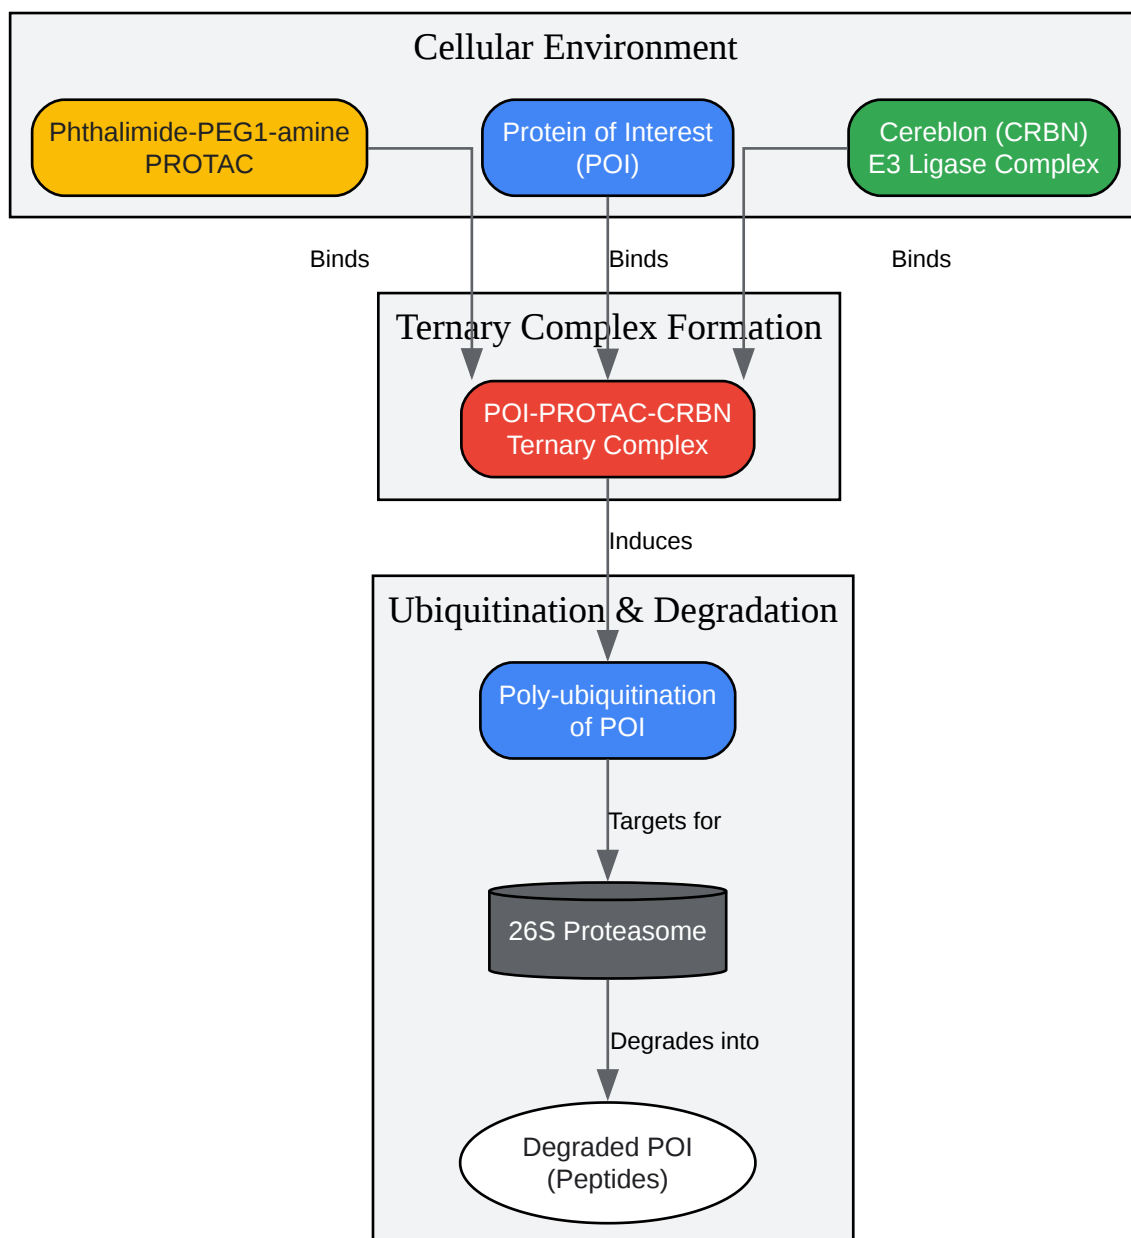 Cellular Environment
Phthalimide-PEG1-amine
PROTAC
Protein of Interest
(POI)
Cereblon (CRBN)
E3 Ligase Complex
Binds
Binds
Binds
Ternary Complex Formation
POI-PROTAC-CRBN
Ternary Complex
Induces
Ubiquitination & Degradation
Poly-ubiquitination
of POI
Targets for
26S Proteasome
Degrades into
Degraded POI
(Peptides)